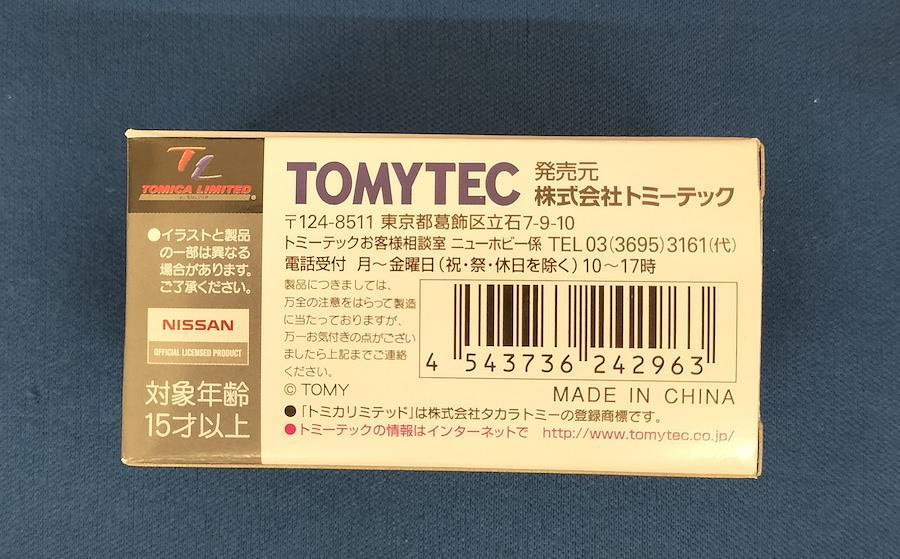 TL
TOMICA LIMITED
●イラストと製品
の一部は異なる
場合があります。
ご了承ください。
NISSAN
OFFICIAL LICENSED PRODUCT
対象年齢
15才以上
TOMYTEC 発売元
株式会社トミーテック
〒124-8511 東京都葛飾区立石7-9-10
トミーテックお客様相談室 ニューホビー係 TEL 03(3695)3161(代)
電話受付 月〜金曜日(祝・祭・休日を除く)10〜17時
製品につきましては、
万全の注意をはらって製造
に当たっておりますが、
万一お気付きの点がござい
ましたら上記までご連絡
ください。
4 543736 242963
© TOMY
MADE IN CHINA
●「トミカリミテッド」は株式会社タカラトミーの登録商標です。
●トミーテックの情報はインターネットで http://www.tomytec.co.jp/